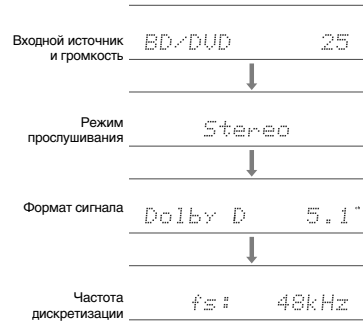 Входной источник
и громкость
BD/DVD 25
Режим
прослушивания
Stereo
Формат сигнала
Dolby D 5.1
Частота
дискретизации
fs: 48kHz